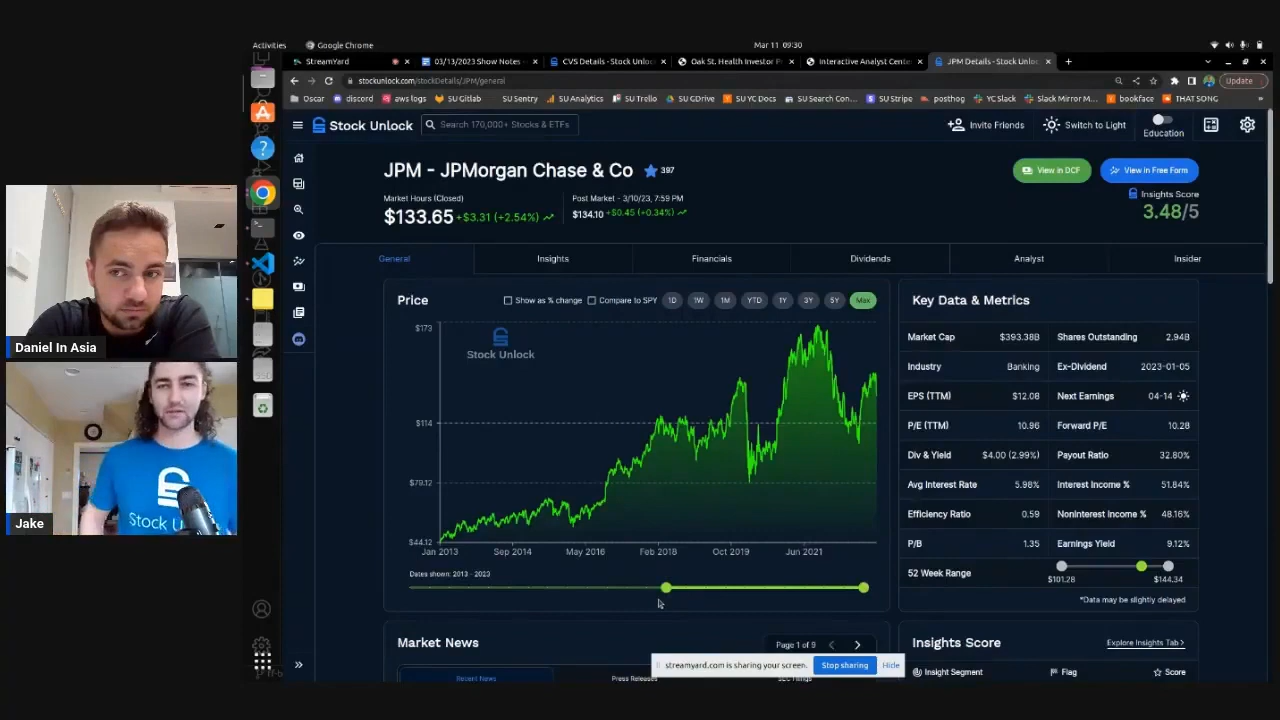 Activities
Google Chrome
Mar 11 09:30
StreamYard
03/13/2023 Show Notes -
CVS Details - Stock Unloc
Oak St. Health Investor P
Interactive Analyst Cente
JPM Details - Stock Unloc
stockunlock.com/stockDetails/JPM/general
Update
Oscar
discord
aws logs
SU Gitlab
SU Sentry
SU Analytics
SU Trello
SU GDrive
SU YC Docs
SU Search Con...
SU Stripe
posthog
YC Slack
Slack Mirror M...
bookface
THAT SONG
Stock Unlock
Search 170,000+ Stocks & ETFs
Invite Friends
Switch to Light
Education
JPM - JPMorgan Chase & Co
397
View in DCF
View in Free Form
Market Hours (Closed)
$133.65 +$3.31 (+2.54%)
Post Market - 3/10/23, 7:59 PM
$134.10 +$0.45 (+0.34%)
Insights Score
3.48/5
General
Insights
Financials
Dividends
Analyst
Insider
Price
Show as % change
Compare to SPY
1D
1W
1M
YTD
1Y
3Y
5Y
Max
$173
$114
$79.12
$44.12
Stock Unlock
Jan 2013
Sep 2014
May 2016
Feb 2018
Oct 2019
Jun 2021
Dates shown: 2013 - 2023
Key Data & Metrics
Market Cap $393.38B Shares Outstanding 2.94B
Industry Banking Ex-Dividend 2023-01-05
EPS (TTM) $12.08 Next Earnings 04-14
P/E (TTM) 10.96 Forward P/E 10.28
Div & Yield $4.00 (2.99%) Payout Ratio 32.80%
Avg Interest Rate 5.98% Interest Income % 51.84%
Efficiency Ratio 0.59 Noninterest Income % 48.16%
P/B 1.35 Earnings Yield 9.12%
52 Week Range $101.28 $144.34
*Data may be slightly delayed
Market News
Page 1 of 9
Recent News
Press Releases
SEC Filings
Insights Score
Explore Insights Tab
Insight Segment
Flag
Score
streamyard.com is sharing your screen.
Stop sharing
Hide
Daniel In Asia
Stock
Jake